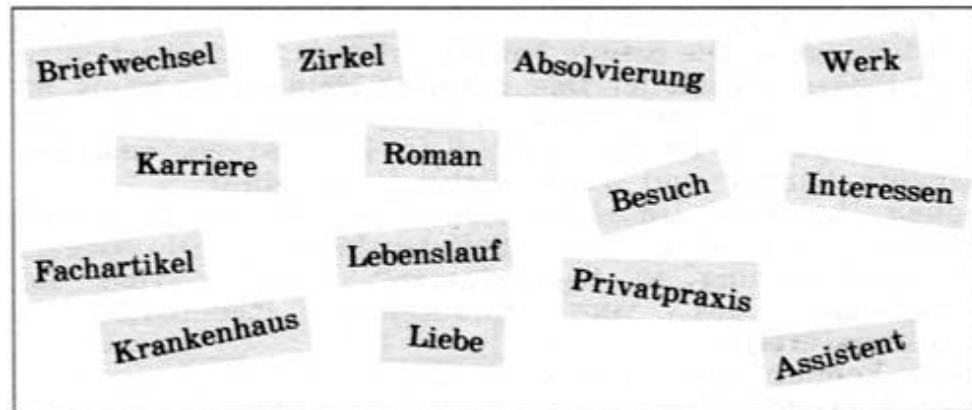 Briefwechsel Zirkel Absolvierung Werk
Karriere Roman Besuch Interessen
Fachartikel Lebenslauf Privatpraxis
Krankenhaus Liebe Assistent